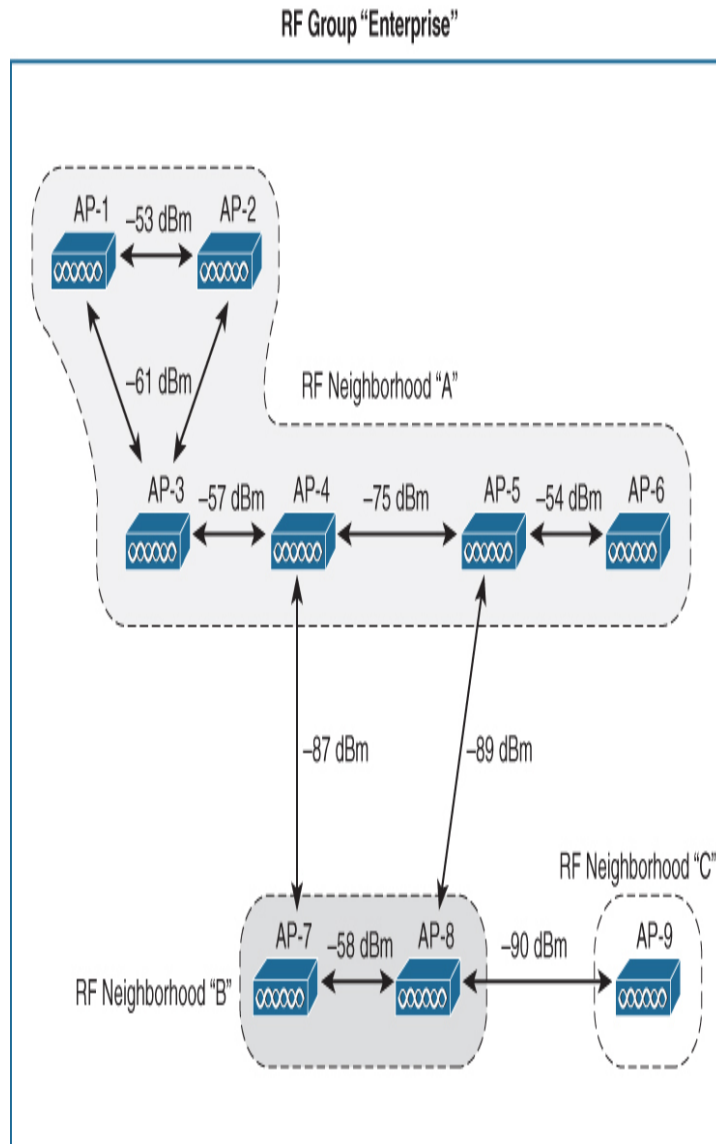 RF Group “Enterprise”
AP-1
–53 dBm
AP-2
–61 dBm
RF Neighborhood “A”
AP-3
–57 dBm
AP-4
–75 dBm
AP-5
–54 dBm
AP-6
–87 dBm
–89 dBm
RF Neighborhood “C”
AP-7
–58 dBm
AP-8
–90 dBm
AP-9
RF Neighborhood “B”